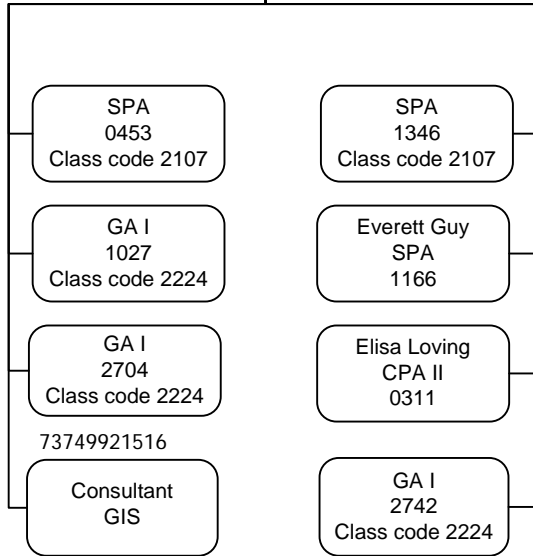 SPA
0453
Class code 2107
SPA
1346
Class code 2107
GA I
1027
Class code 2224
Everett Guy
SPA
1166
GA I
2704
Class code 2224
Elisa Loving
CPA II
0311
73749921516
Consultant
GIS
GA I
2742
Class code 2224